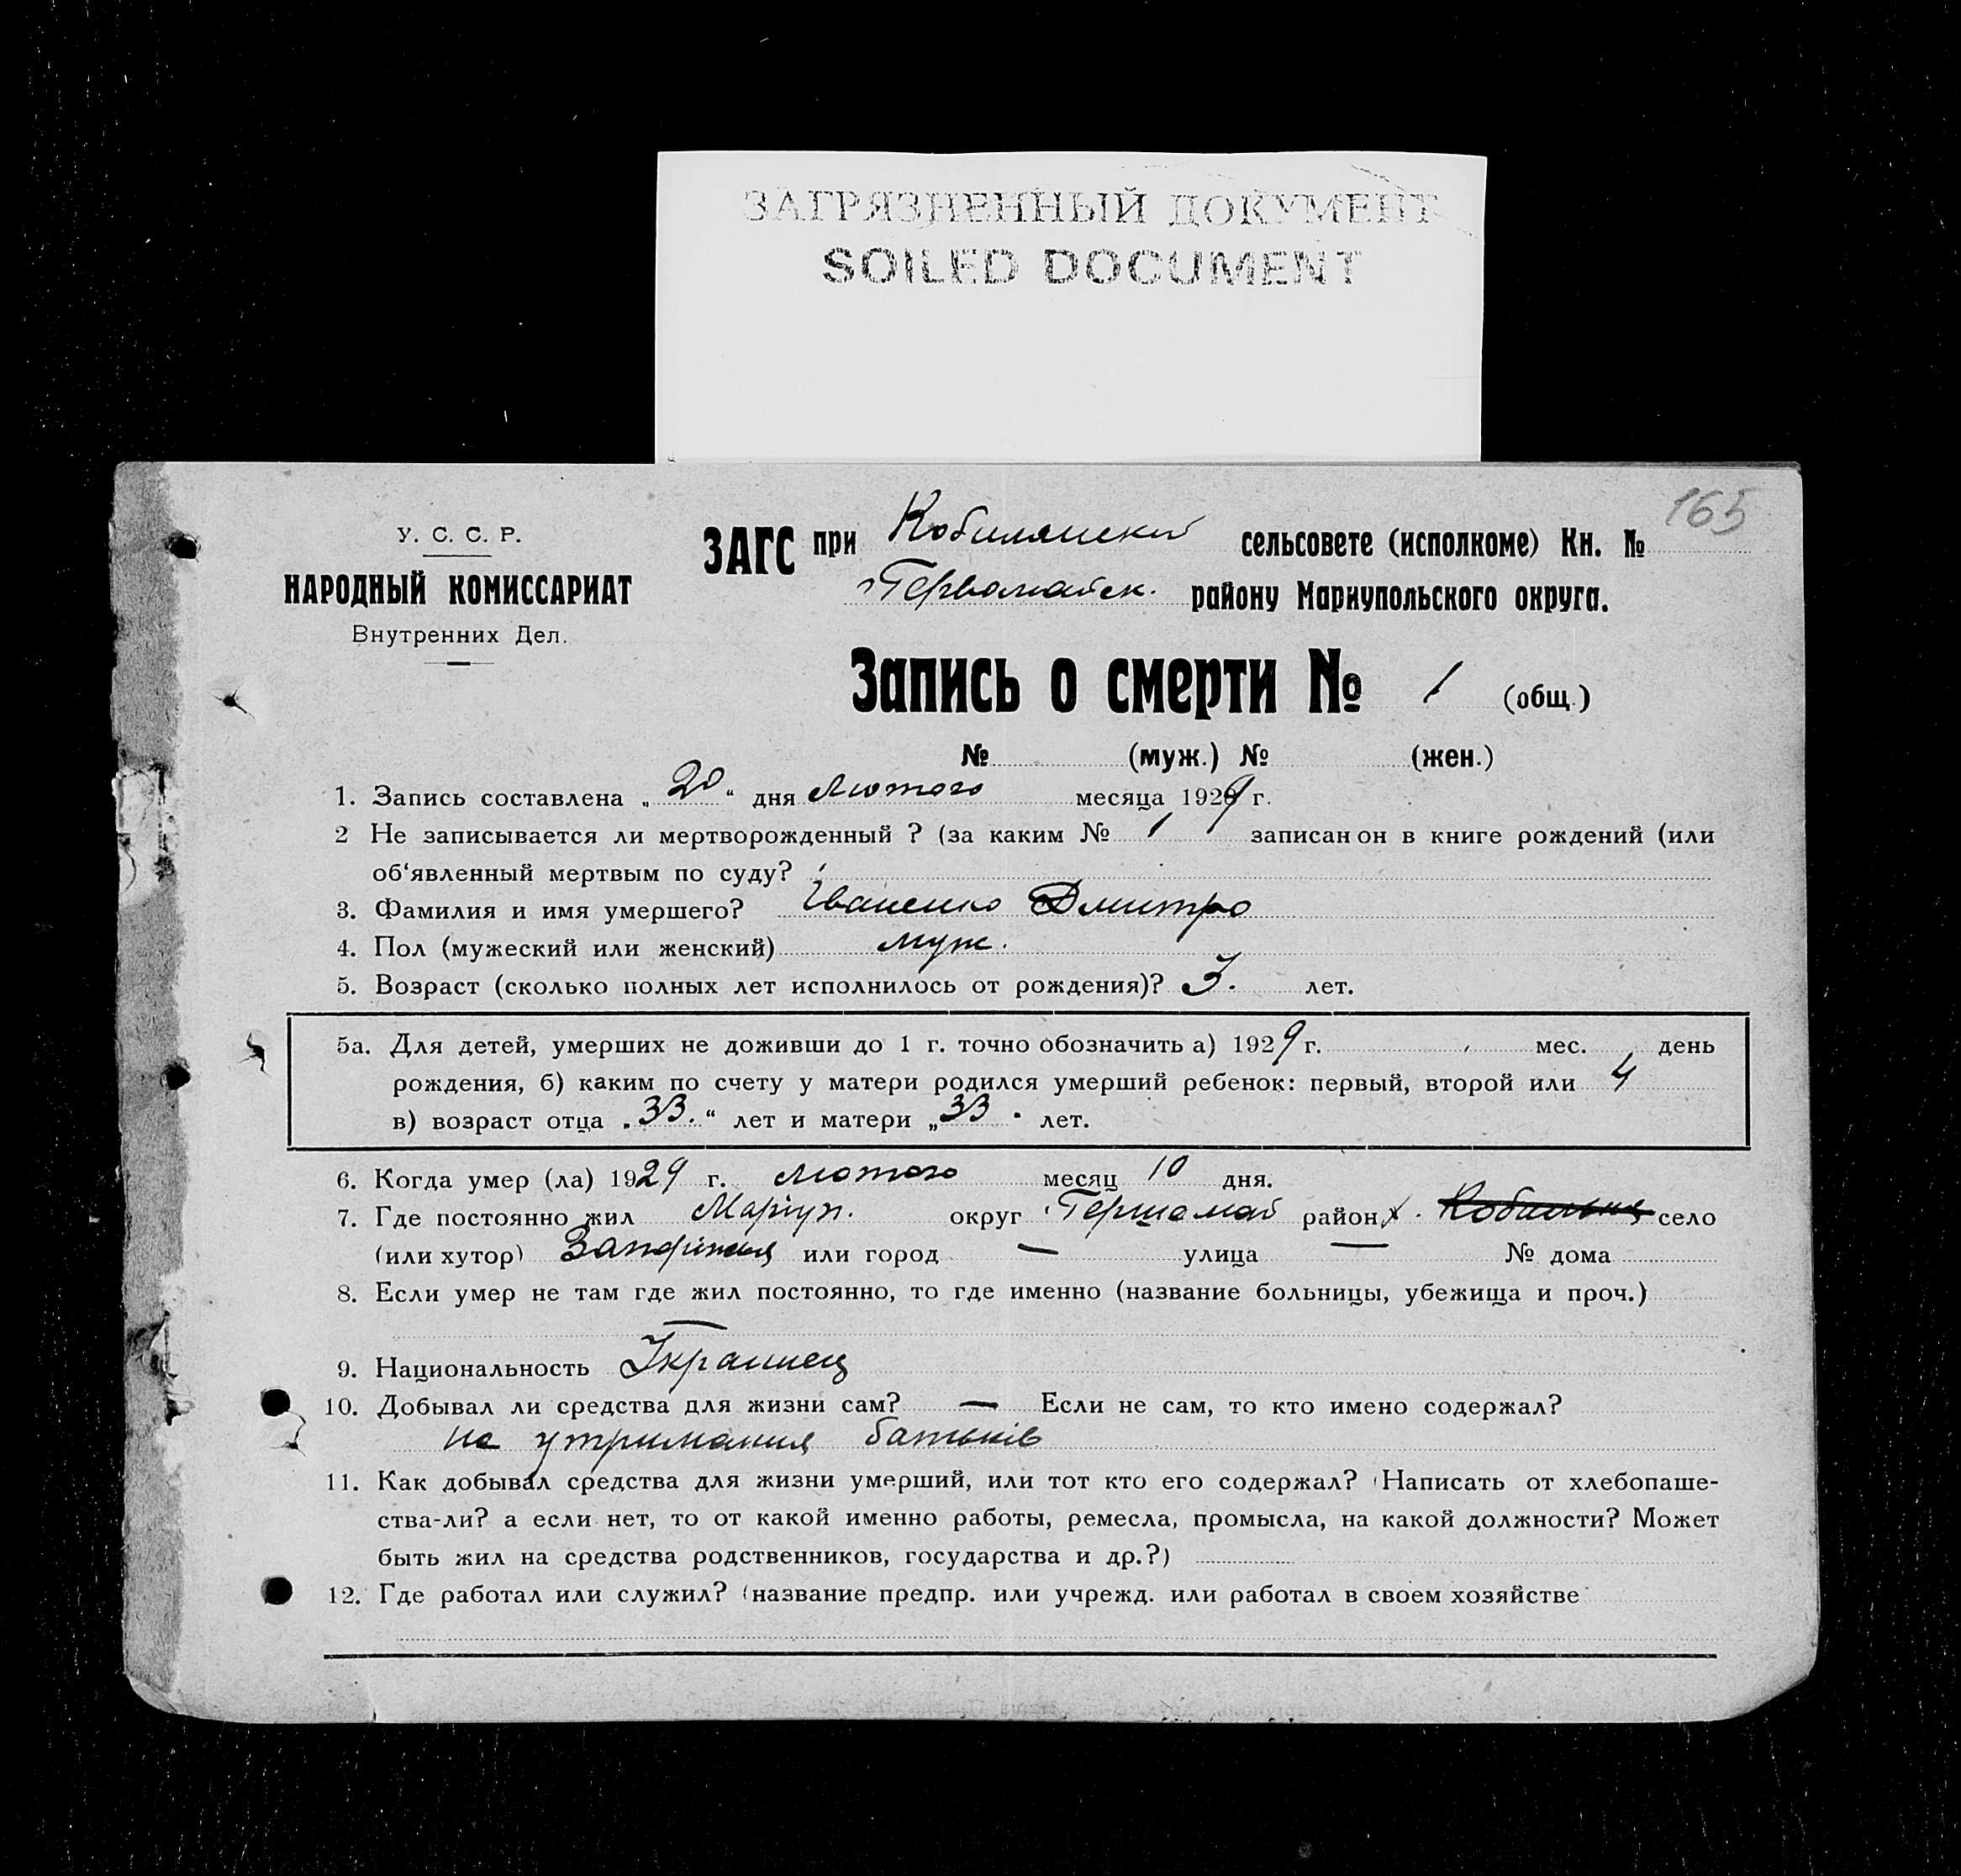 ЗАГРЯЗНЕННЫЙ ДОКУМЕНТ
SOILED DOCUMENT
165
У. С. С. Р.
НАРОДНЫЙ КОМИССАРИАТ
Внутренних Дел.
ЗАГС при Кобилянский сельсовете (исполкоме) Кн. №
Первомайск. району Мариупольского округа.
Запись о смерти № 1 (общ.)
№ (муж.) № (жен.)
1. Запись составлена „ 20 “ дня Лютого месяца 1929 г.
2 Не записывается ли мертворожденный ? (за каким № 1 записан он в книге рождений (или
об‘явленный мертвым по суду?
3. Фамилия и имя умершего? Іваненко Дмитро
4. Пол (мужеский или женский) муж.
5. Возраст (сколько полных лет исполнилось от рождения)? 3. лет.
5а. Для детей, умерших не доживши до 1 г. точно обозначить а) 1929 г. мес. день
рождения, б) каким по счету у матери родился умерший ребенок: первый, второй или 4
в) возраст отца „ 33. “ лет и матери „ 33 “ лет.
6. Когда умер (ла) 1929 г. лютого месяц 10 дня.
7. Где постоянно жил Маріуп. округ Першомай район село
(или хутор) или город — улица — № дома
8. Если умер не там где жил постоянно, то где именно (название больницы, убежища и проч.)
—
9. Национальность Українец
10. Добывал ли средства для жизни сам? — Если не сам, то кто имено содержал?
на утримания батьків
11. Как добывал средства для жизни умерший, или тот кто его содержал? (Написать от хлебопаше-
ства-ли? а если нет, то от какой именно работы, ремесла, промысла, на какой должности? Может
быть жил на средства родственников, государства и др.?)
12. Где работал или служил? (название предпр. или учрежд. или работал в своем хозяйстве